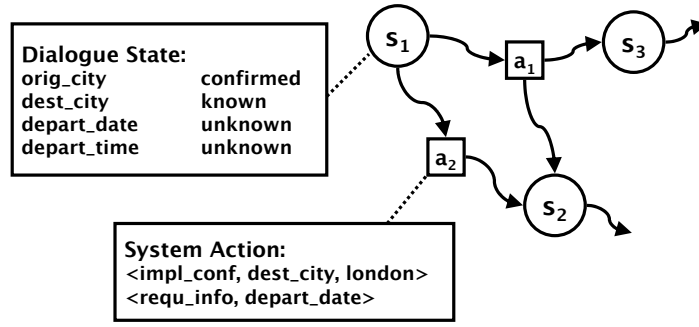 Dialogue State:
orig_city confirmed
dest_city known
depart_date unknown
depart_time unknown
s1
a1
s3
a2
s2
System Action:
<impl_conf, dest_city, london>
<requ_info, depart_date>